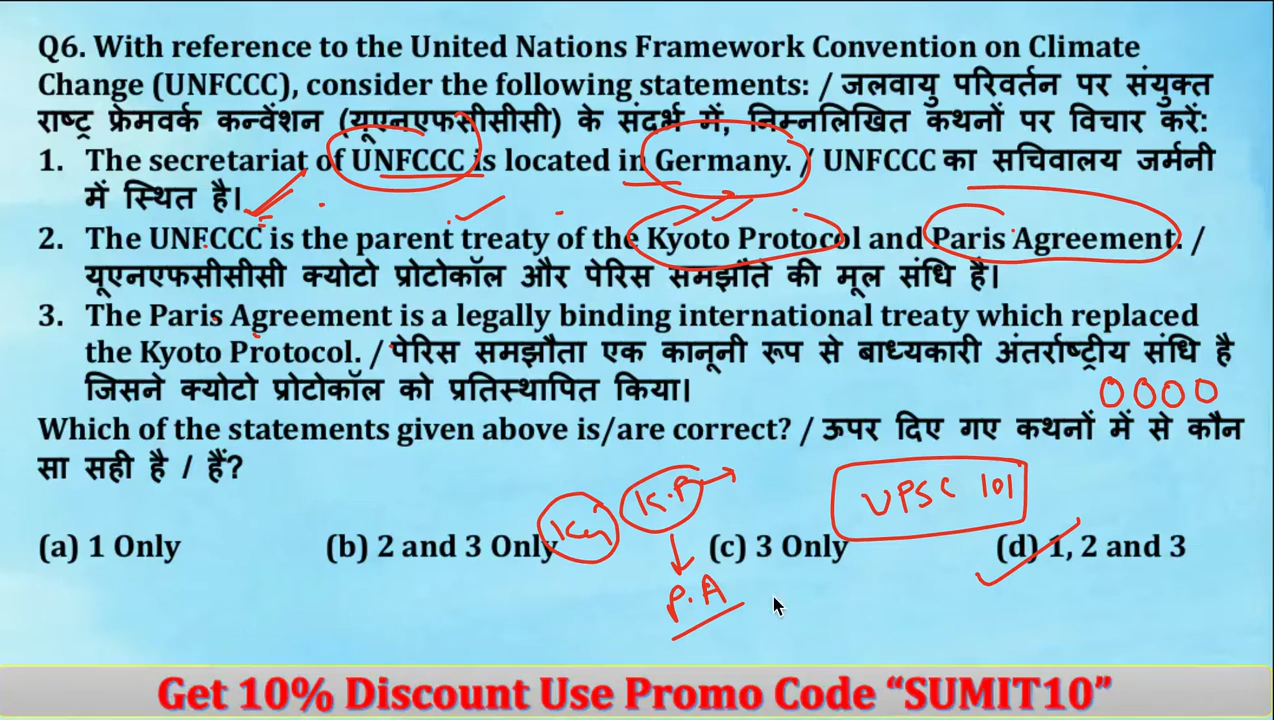 Q6. With reference to the United Nations Framework Convention on Climate
Change (UNFCCC), consider the following statements: / जलवायु परिवर्तन पर संयुक्त
राष्ट्र फ्रेमवर्क कन्वेंशन (यूएनएफसीसीसी) के संदर्भ में, निम्नलिखित कथनों पर विचार करें:
1. The secretariat of UNFCCC is located in Germany. / UNFCCC का सचिवालय जर्मनी
में स्थित है।
2. The UNFCCC is the parent treaty of the Kyoto Protocol and Paris Agreement. /
यूएनएफसीसीसी क्योटो प्रोटोकॉल और पेरिस समझौते की मूल संधि है।
3. The Paris Agreement is a legally binding international treaty which replaced
the Kyoto Protocol. / पेरिस समझौता एक कानूनी रूप से बाध्यकारी अंतर्राष्ट्रीय संधि है
जिसने क्योटो प्रोटोकॉल को प्रतिस्थापित किया।
0000
Which of the statements given above is/are correct? / ऊपर दिए गए कथनों में से कौन
सा सही है / हैं?
K.P
UPSC 101
(a) 1 Only (b) 2 and 3 Only (c) 3 Only (d) 1, 2 and 3
P.A
Get 10% Discount Use Promo Code “SUMIT10”